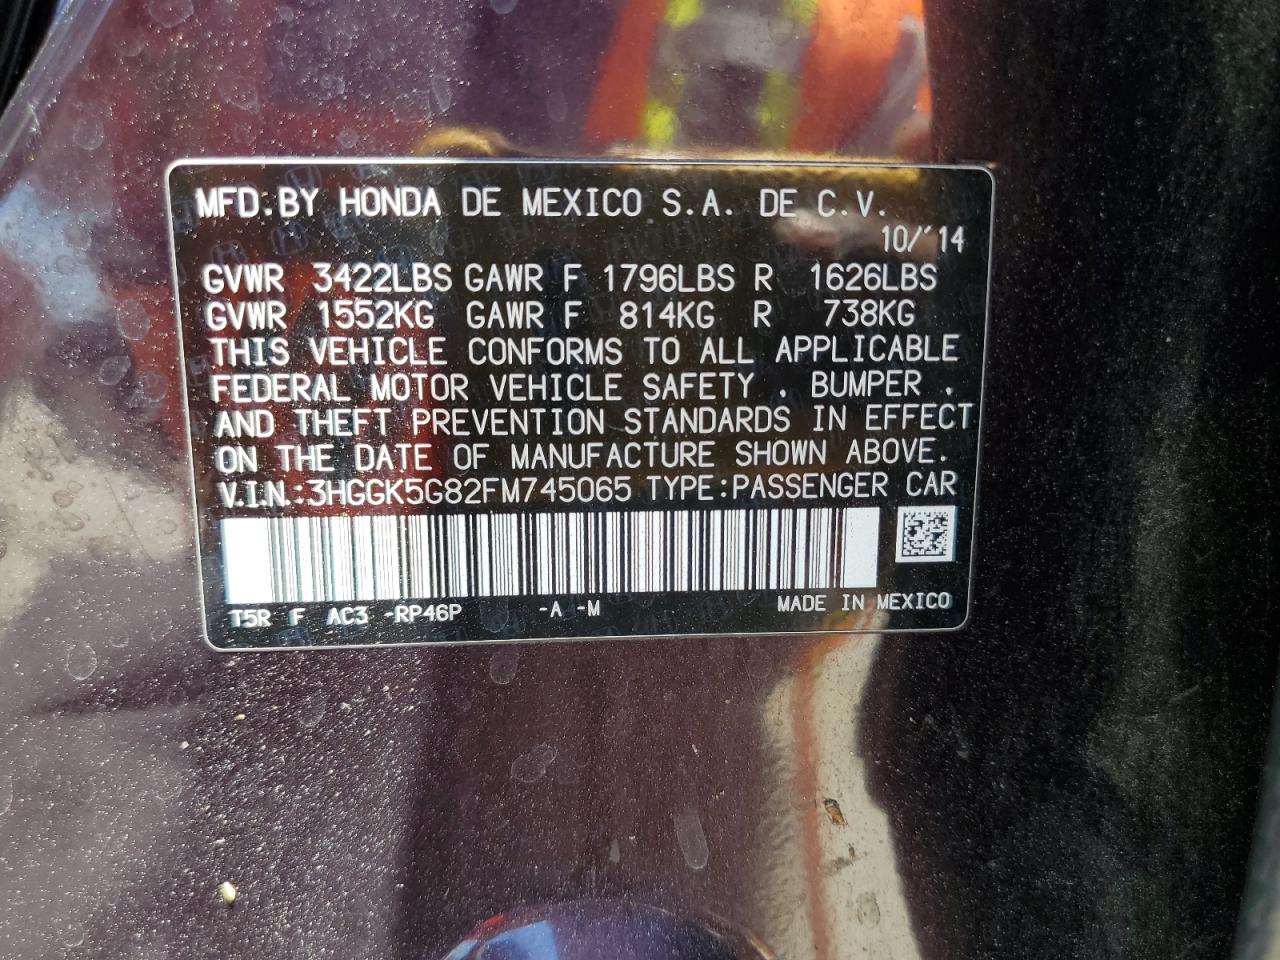 MFD.BY HONDA DE MEXICO S.A. DE C.V.
10/'14
GVWR 3422LBS GAWR F 1796LBS R 1626LBS
GVWR 1552KG GAWR F 814KG R 738KG
THIS VEHICLE CONFORMS TO ALL APPLICABLE
FEDERAL MOTOR VEHICLE SAFETY , BUMPER ,
AND THEFT PREVENTION STANDARDS IN EFFECT
ON THE DATE OF MANUFACTURE SHOWN ABOVE.
V.I.N.:3HGGK5G82FM745065 TYPE:PASSENGER CAR
T5R F AC3 -RP46P -A -M MADE IN MEXICO